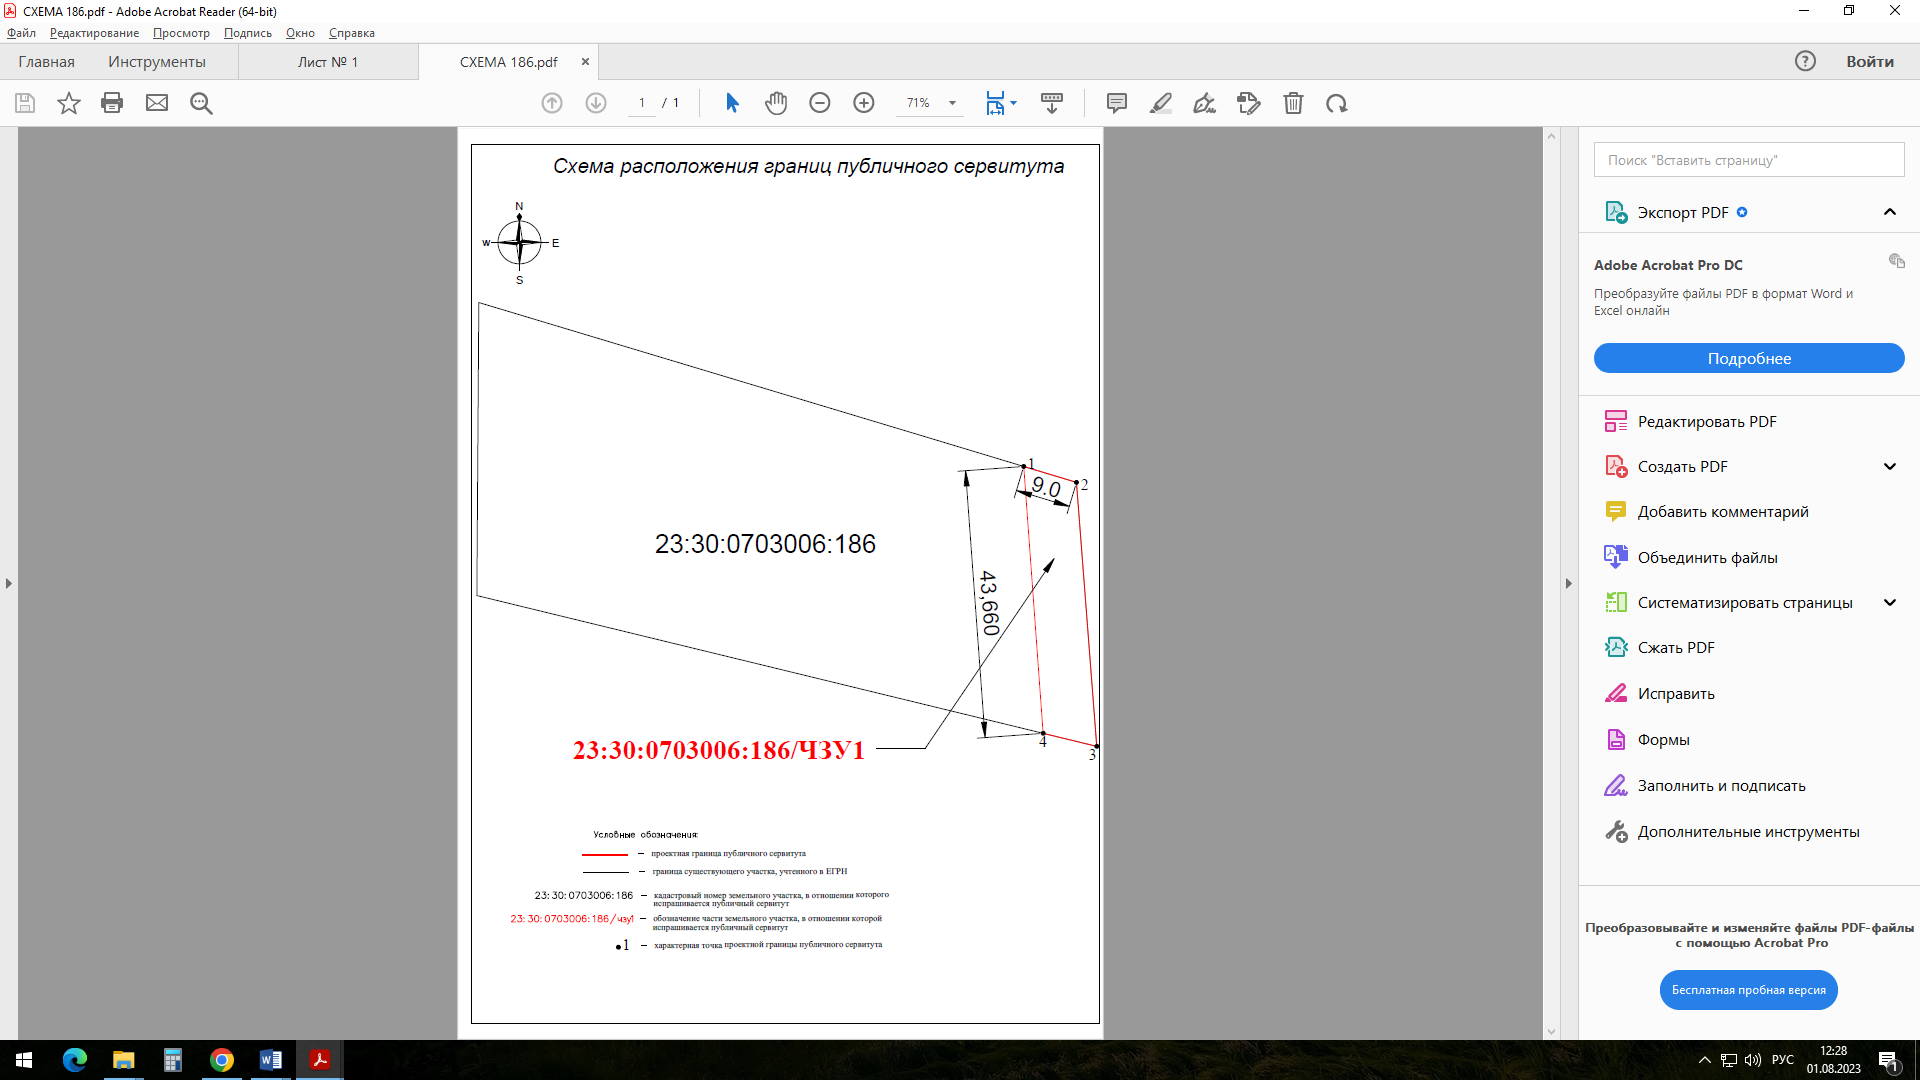 СХЕМА 186.pdf - Adobe Acrobat Reader (64-bit)
Файл Редактирование Просмотр Подпись Окно Справка
Главная Инструменты Лист № 1 СХЕМА 186.pdf × Войти
1 / 1 71%
Схема расположения границ публичного сервитута
N
W E
S
1
2
9.0
23:30:0703006:186
43,660
4
3
23:30:0703006:186/ЧЗУ1
Условные обозначения:
– проектная граница публичного сервитута
– граница существующего участка, учтенного в ЕГРН
23:30:0703006:186 – кадастровый номер земельного участка, в отношении которого
испрашивается публичный сервитут
23:30:0703006:186/чзу1 – обозначение части земельного участка, в отношении которой
испрашивается публичный сервитут
1 – характерная точка проектной границы публичного сервитута
Поиск "Вставить страницу"
Экспорт PDF
Adobe Acrobat Pro DC
Преобразуйте файлы PDF в формат Word и
Excel онлайн
Подробнее
Редактировать PDF
Создать PDF
Добавить комментарий
Объединить файлы
Систематизировать страницы
Сжать PDF
Исправить
Формы
Заполнить и подписать
Дополнительные инструменты
Преобразовывайте и изменяйте файлы PDF-файлы
с помощью Acrobat Pro
Бесплатная пробная версия
РУС
12:28
01.08.2023
1